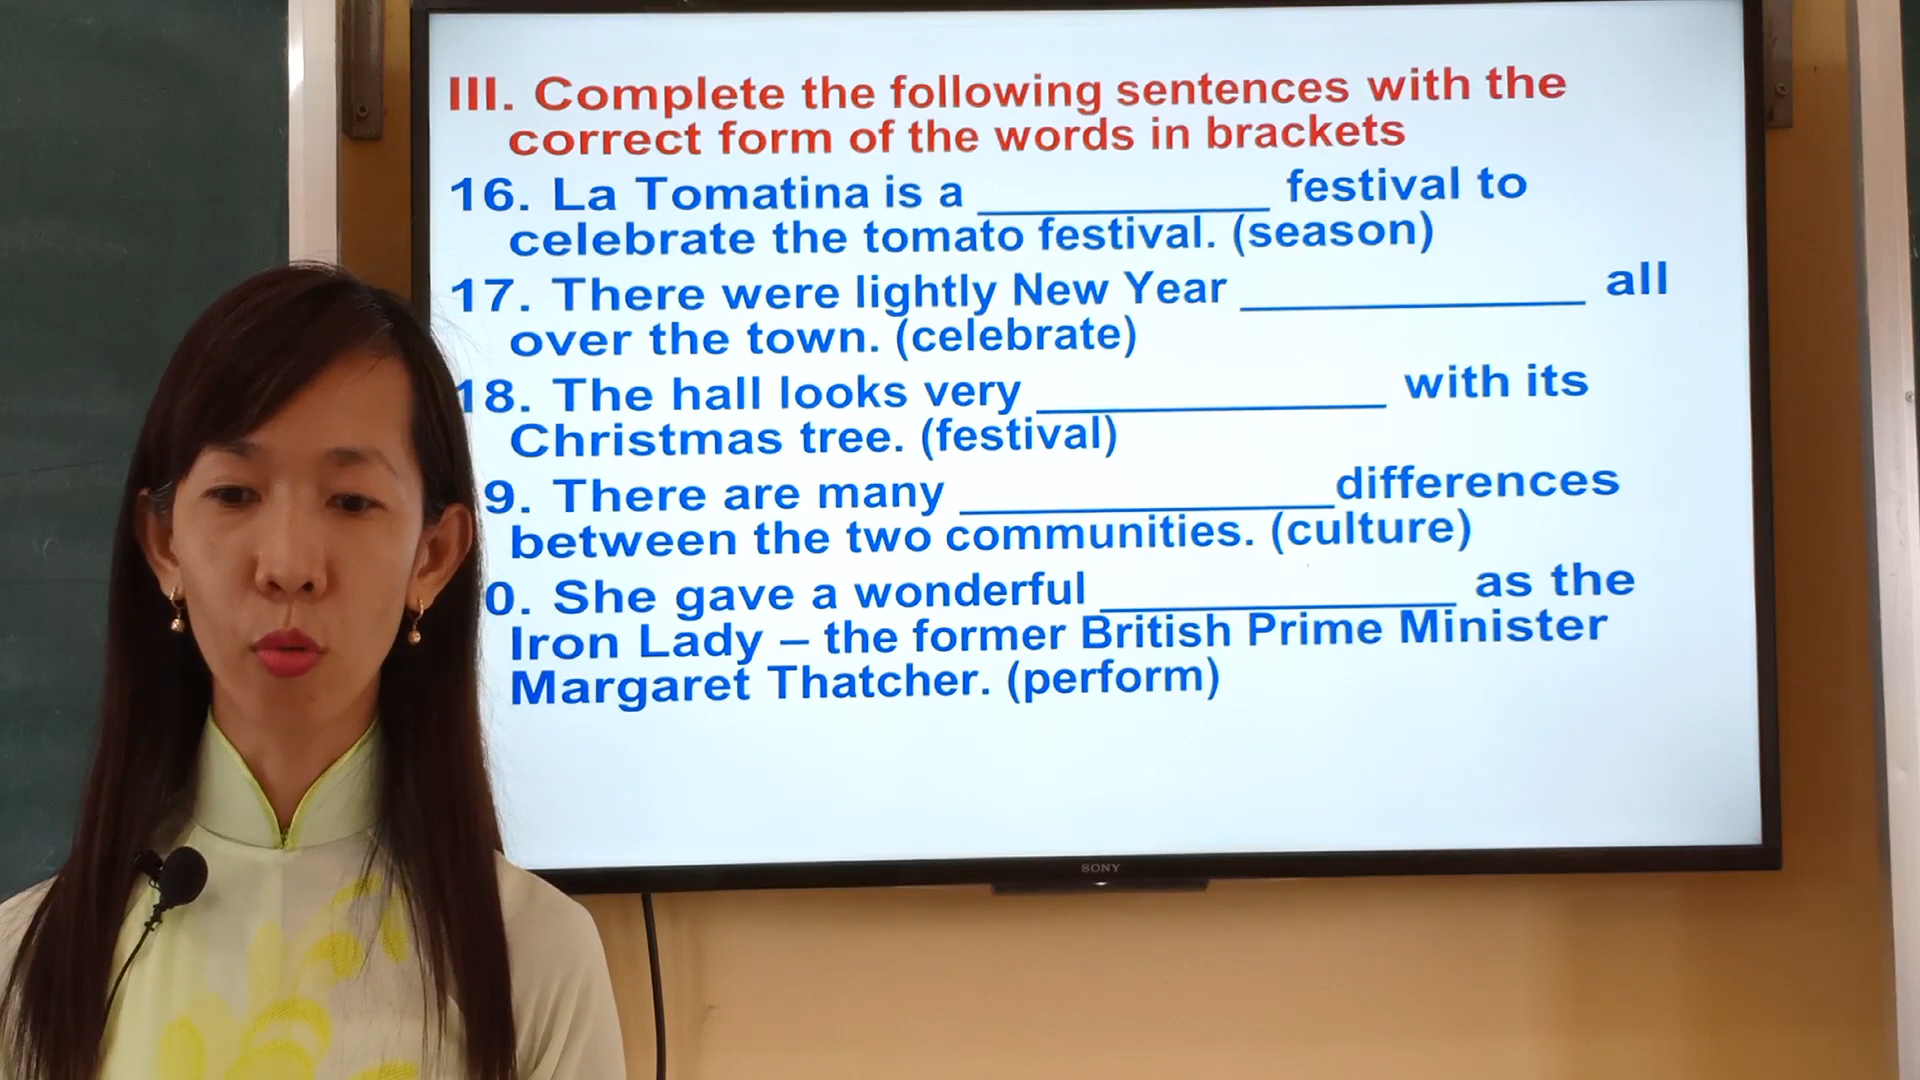 III. Complete the following sentences with the
correct form of the words in brackets
16. La Tomatina is a ____________ festival to
celebrate the tomato festival. (season)
17. There were lightly New Year ______________ all
over the town. (celebrate)
18. The hall looks very ______________ with its
Christmas tree. (festival)
9. There are many _______________differences
between the two communities. (culture)
0. She gave a wonderful ______________ as the
Iron Lady – the former British Prime Minister
Margaret Thatcher. (perform)
SONY